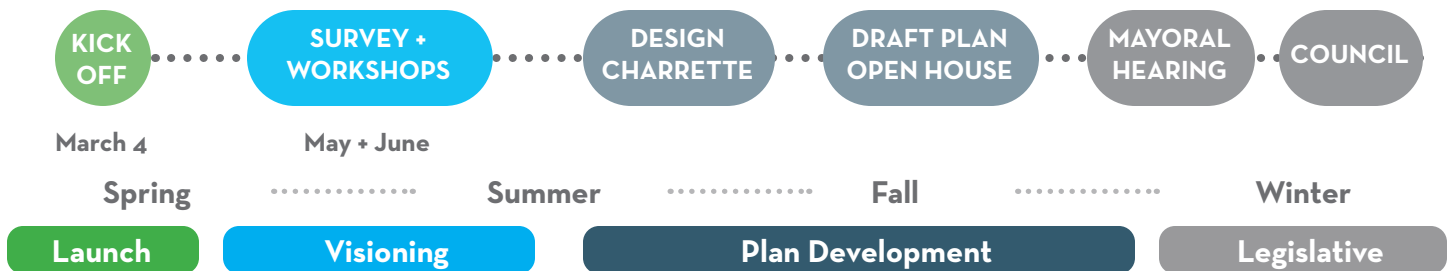 KICK
OFF
SURVEY +
WORKSHOPS
DESIGN
CHARRETTE
DRAFT PLAN
OPEN HOUSE
MAYORAL
HEARING
COUNCIL
March 4
May + June
Spring
Summer
Fall
Winter
Launch
Visioning
Plan Development
Legislative